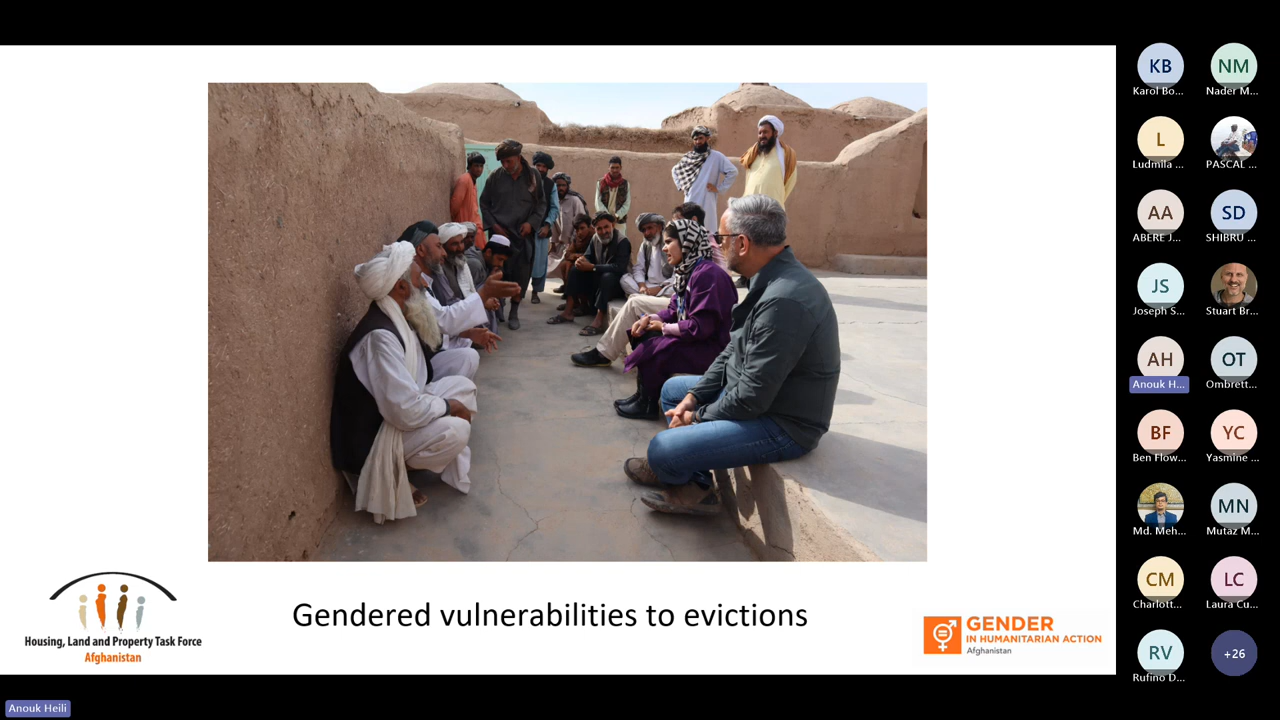 KB
Karol Bo...
NM
Nader M...
L
Ludmila ...
PASCAL ...
AA
ABERE J...
SD
SHIBRU ...
JS
Joseph S...
Stuart Br...
AH
Anouk H...
OT
Ombrett...
BF
Ben Flow...
YC
Yasmine ...
Md. Meh...
MN
Mutaz M...
CM
Charlott...
LC
Laura Cu...
RV
Rufino D...
+26
Gendered vulnerabilities to evictions
Housing, Land and Property Task Force
Afghanistan
GENDER
IN HUMANITARIAN ACTION
Afghanistan
Anouk Heili